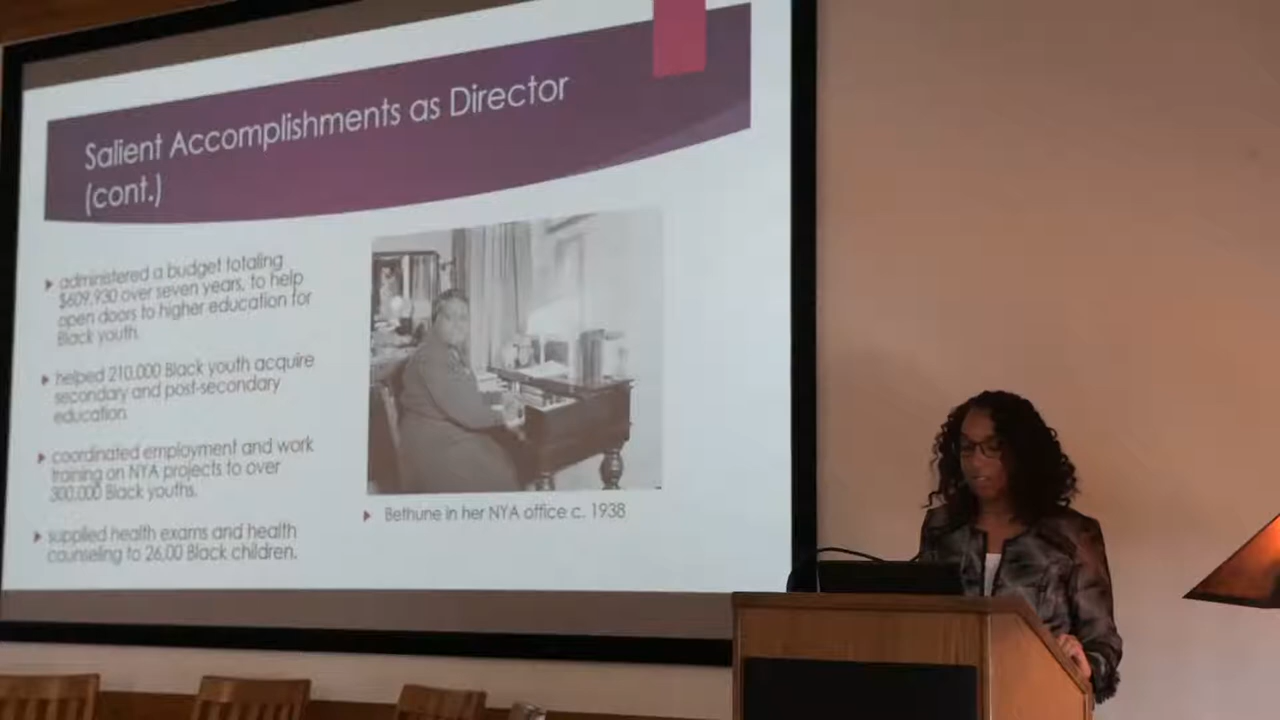 Salient Accomplishments as Director
(cont.)
administered a budget totaling
$609,930 over seven years, to help
open doors to higher education for
Black youth.
helped 210,000 Black youth acquire
secondary and post-secondary
education.
coordinated employment and work
training on NYA projects to over
300,000 Black youths.
supplied health exams and health
counseling to 26,00 Black children.
Bethune in her NYA office c. 1938